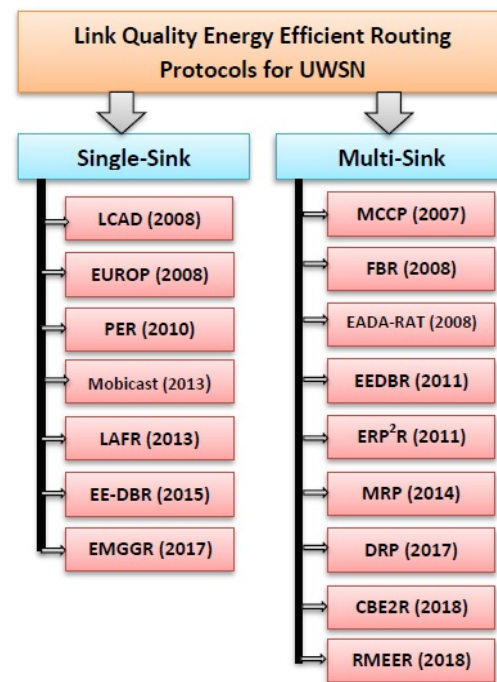 Link Quality Energy Efficient Routing
Protocols for UWSN
Single-Sink
LCAD (2008)
EUROP (2008)
PER (2010)
Mobicast (2013)
LAFR (2013)
EE-DBR (2015)
EMGGR (2017)
Multi-Sink
MCCP (2007)
FBR (2008)
EADA-RAT (2008)
EEDBR (2011)
ERP²R (2011)
MRP (2014)
DRP (2017)
CBE2R (2018)
RMEER (2018)